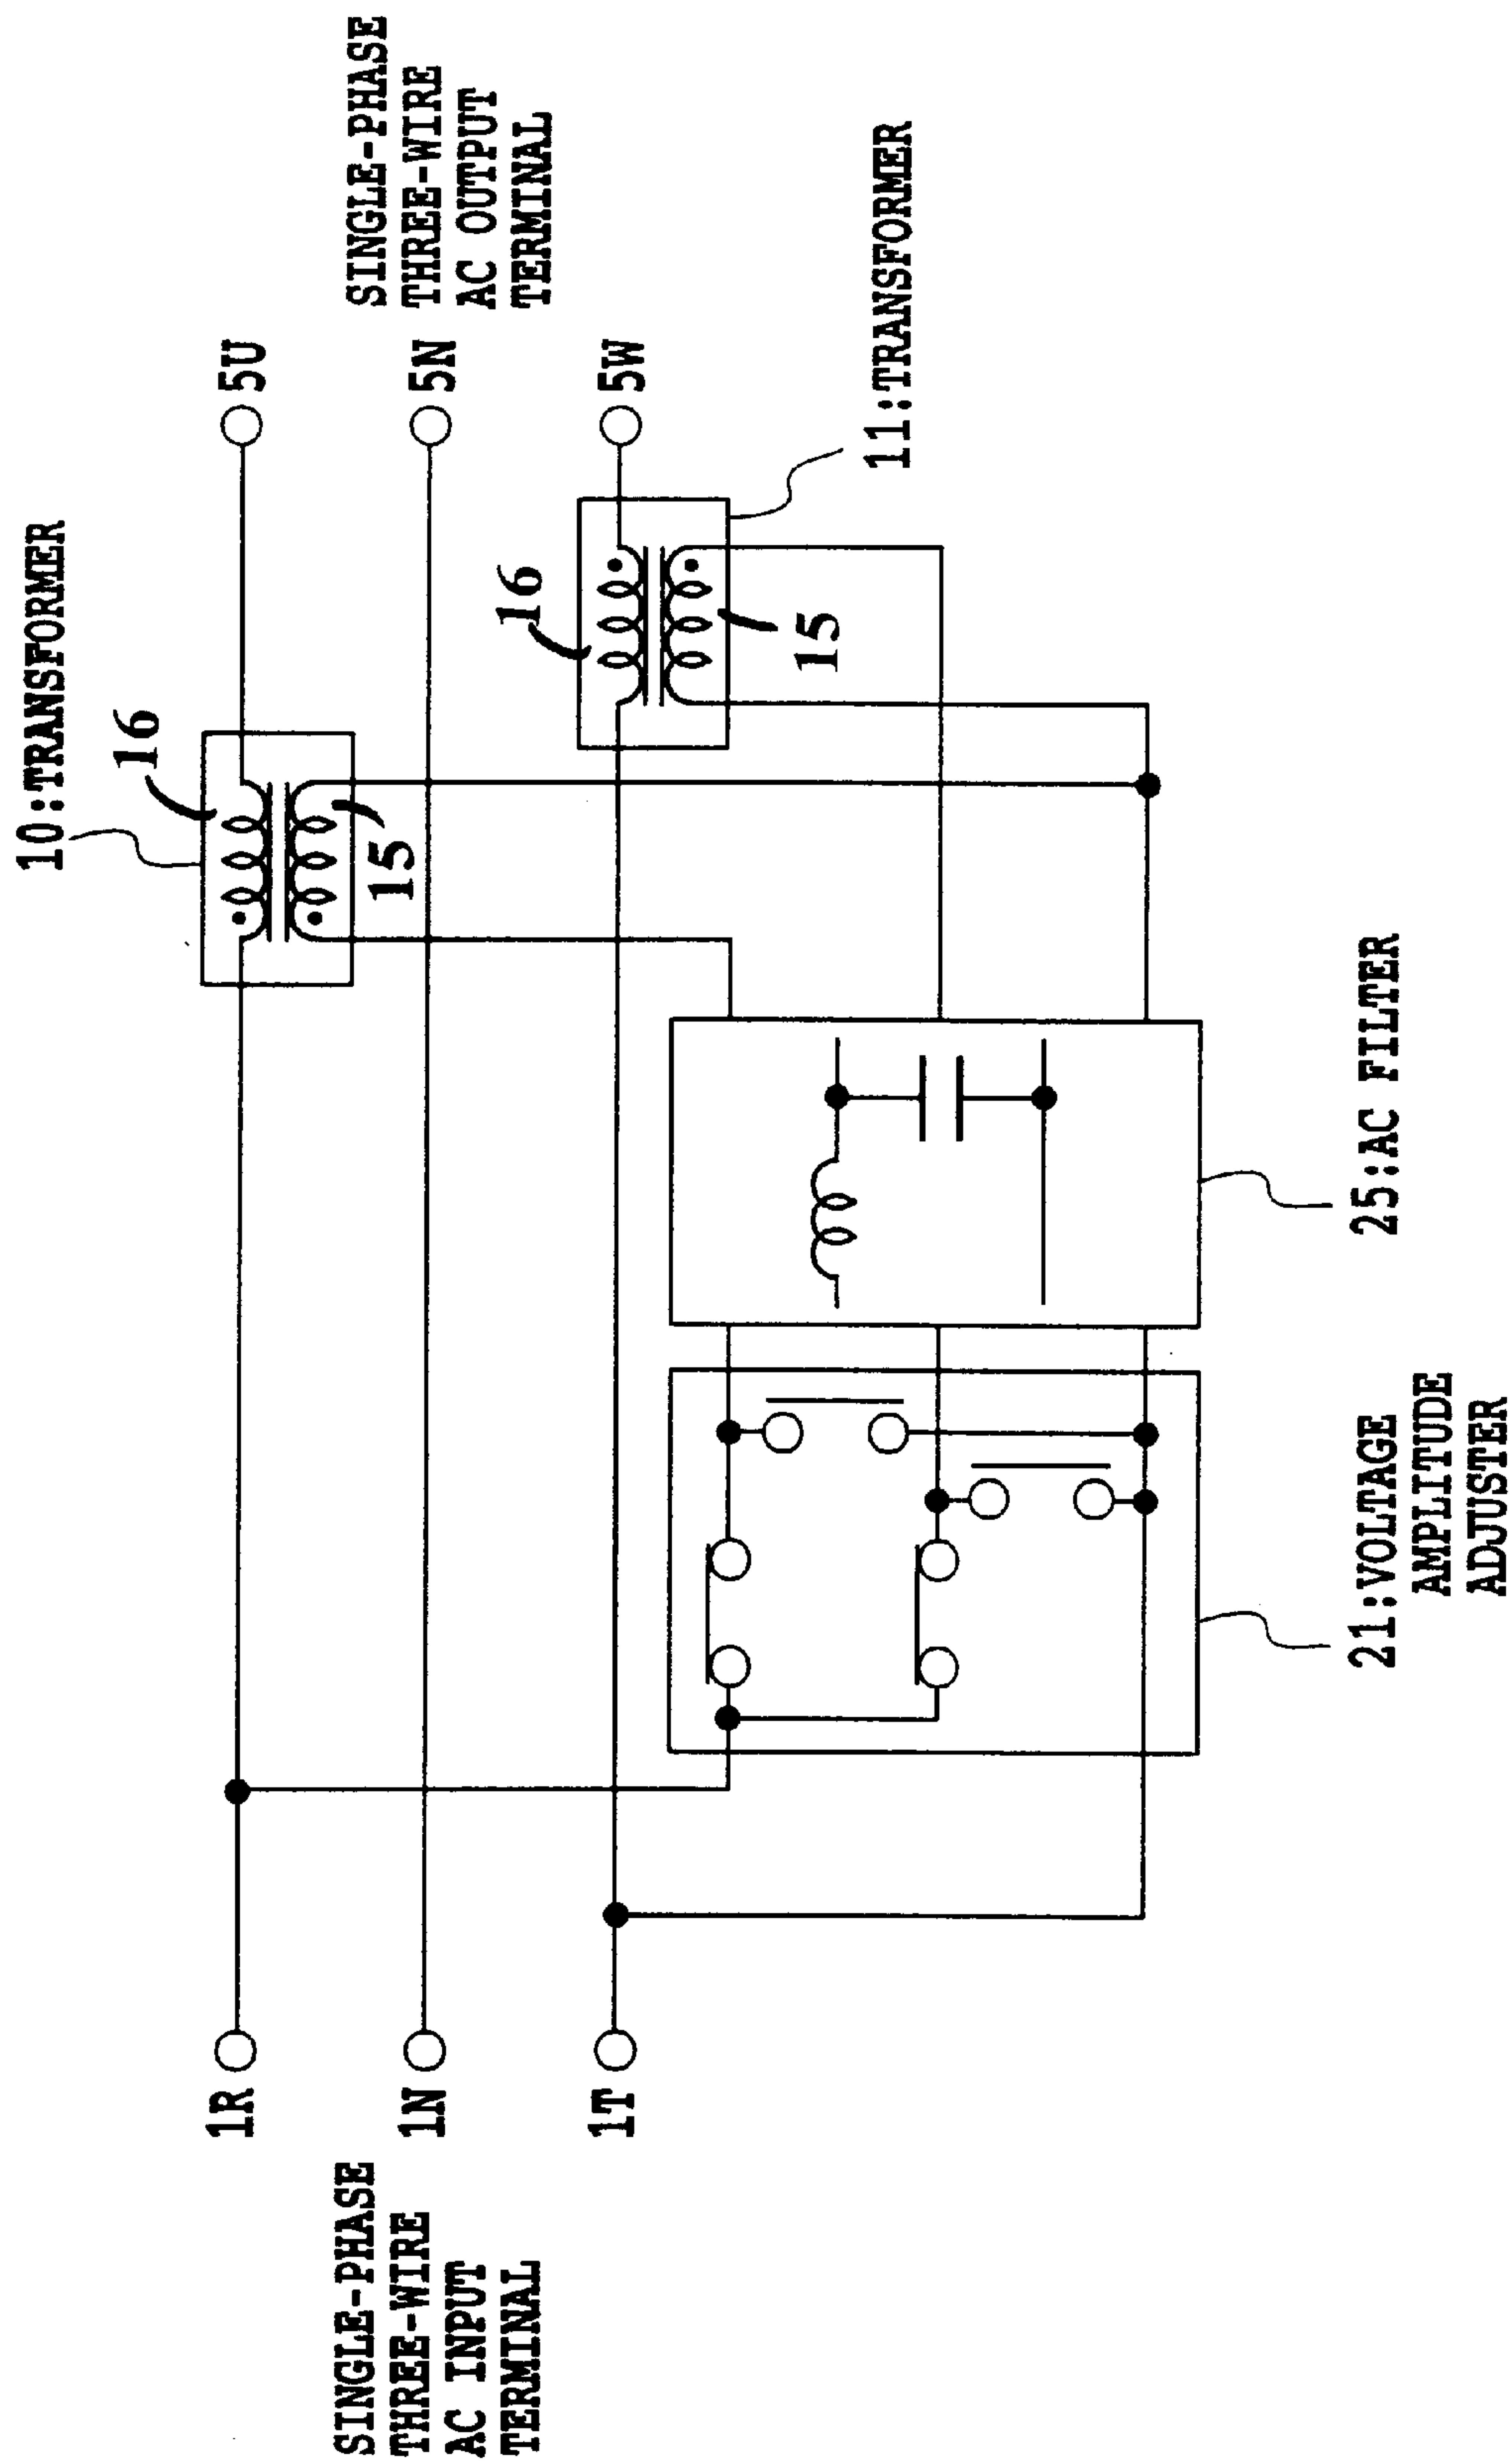 10:TRANSFORMER
16
15
5U
5N
5W
SINGLE-PHASE
THREE-WIRE
AC OUTPUT
TERMINAL
16
15
11:TRANSFORMER
1R
1N
1T
SINGLE-PHASE
THREE-WIRE
AC INPUT
TERMINAL
21:VOLTAGE
AMPLITUDE
ADJUSTER
25:AC FILTER